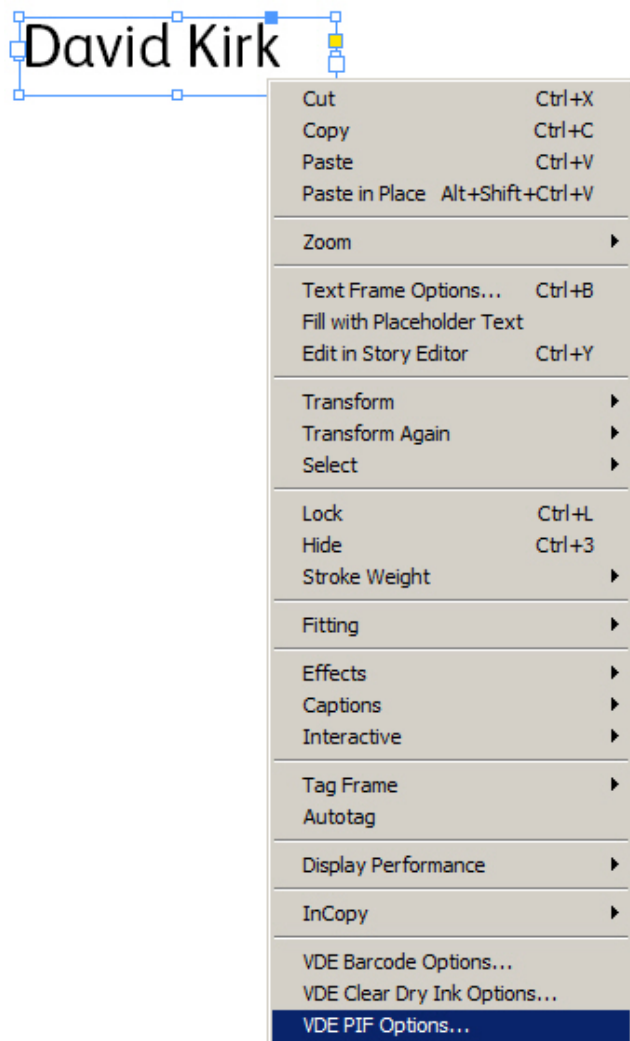 David Kirk
Cut Ctrl+X
Copy Ctrl+C
Paste Ctrl+V
Paste in Place Alt+Shift+Ctrl+V
Zoom
Text Frame Options... Ctrl+B
Fill with Placeholder Text
Edit in Story Editor Ctrl+Y
Transform
Transform Again
Select
Lock Ctrl+L
Hide Ctrl+3
Stroke Weight
Fitting
Effects
Captions
Interactive
Tag Frame
Autotag
Display Performance
InCopy
VDE Barcode Options...
VDE Clear Dry Ink Options...
VDE PIF Options...